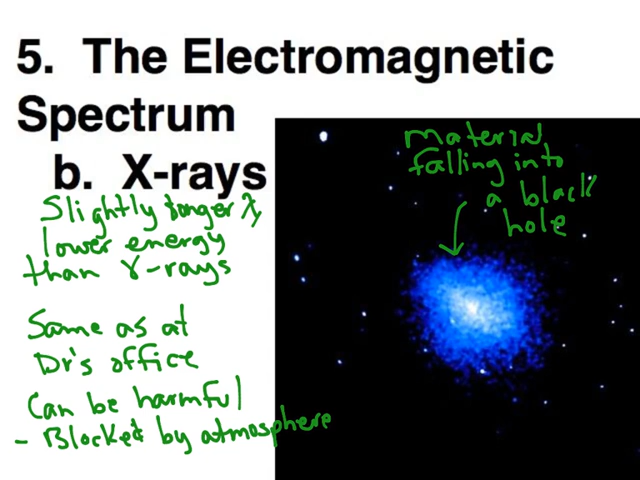 5. The Electromagnetic
Spectrum
b. X-rays
Slightly longer λ,
lower energy
than γ-rays
Same as at
Dr's office
Can be harmful
- Blocked by atmosphere
Material
falling into
a black
hole